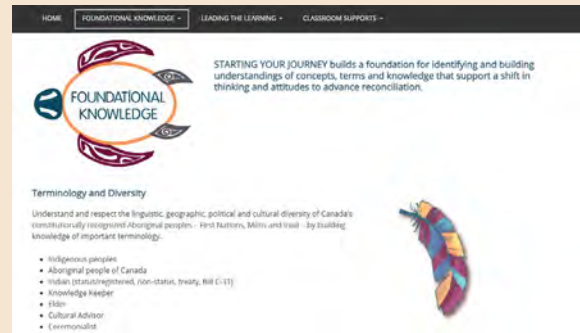 HOME FOUNDATIONAL KNOWLEDGE LEADING THE LEARNING CLASSROOM SUPPORTS
FOUNDATIONAL
KNOWLEDGE
STARTING YOUR JOURNEY builds a foundation for identifying and building
understandings of concepts, terms and knowledge that support a shift in
thinking and attitudes to advance reconciliation.
Terminology and Diversity
Understand and respect the linguistic, geographic, political and cultural diversity of Canada's
constitutionally recognized Aboriginal peoples – First Nations, Métis and Inuit – by building
knowledge of important terminology.
• Indigenous peoples
• Aboriginal people of Canada
• Indian (status/registered, non-status, treaty, Bill C-31)
• Knowledge Keeper
• Elder
• Cultural Advisor
• Ceremonialist